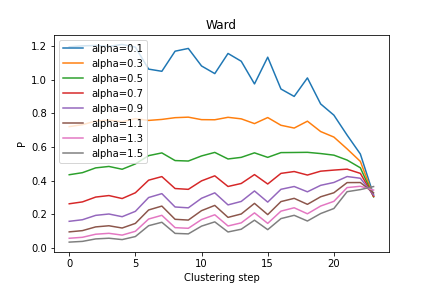 Ward
1.2
1.0
0.8
0.6
0.4
0.2
0.0
P
alpha=0.1
alpha=0.3
alpha=0.5
alpha=0.7
alpha=0.9
alpha=1.1
alpha=1.3
alpha=1.5
0 5 10 15 20
Clustering step